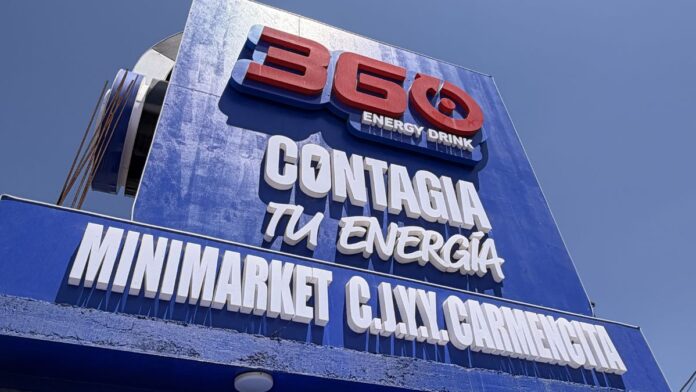 360
ENERGY DRINK
CONTAGIA
TU ENERGÍA
MINIMARKET C.J.Y.Y. CARMENCITA